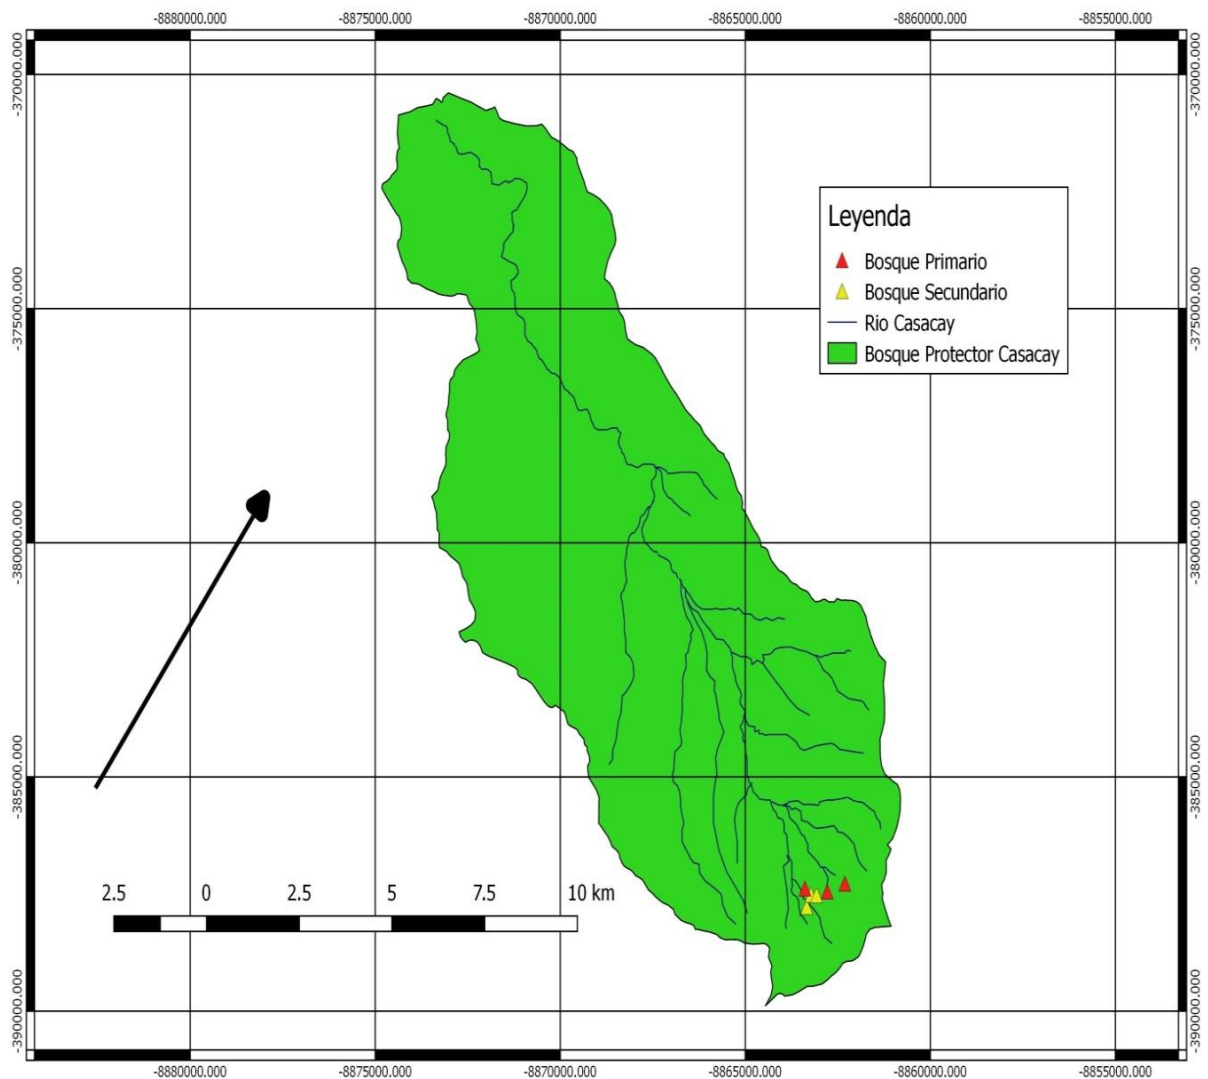 -8880000.000 -8875000.000 -8870000.000 -8865000.000 -8860000.000 -8855000.000
-370000.000 -370000.000
Leyenda
Bosque Primario
Bosque Secundario
-375000.000 -375000.000
Rio Casacay
Bosque Protector Casacay
-380000.000 -380000.000
-385000.000 -385000.000
2.5 0 2.5 5 7.5 10 km
-390000.000 -390000.000
-8880000.000 -8875000.000 -8870000.000 -8865000.000 -8860000.000 -8855000.000